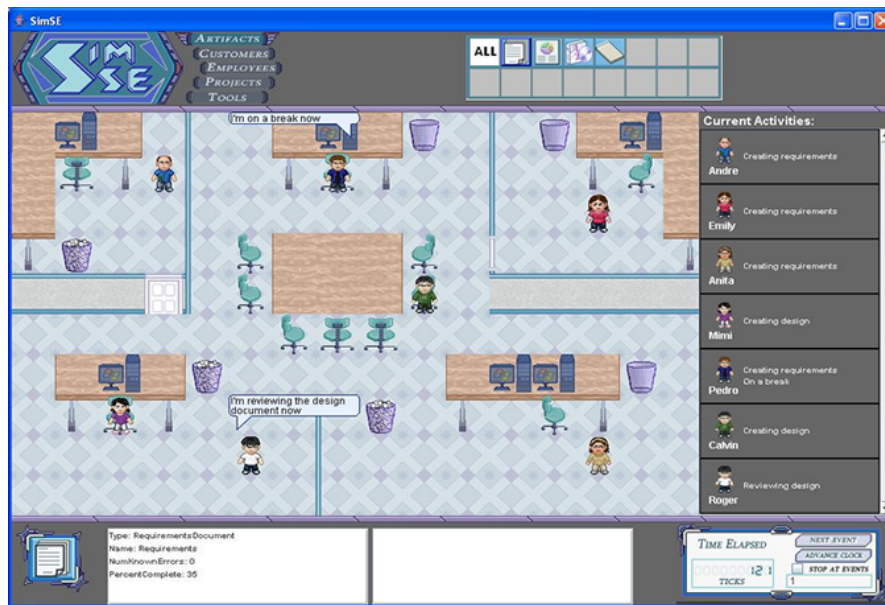 SimSE
SIMSE
ARTIFACTS
CUSTOMERS
EMPLOYEES
PROJECTS
TOOLS
ALL
I'm on a break now
I'm reviewing the design
document now
Current Activities:
Creating requirements
Andre
Creating requirements
Emily
Creating requirements
Anita
Creating design
Mimi
Creating requirements
On a break
Pedro
Creating design
Calvin
Reviewing design
Roger
Type: RequirementsDocument
Name: Requirements
NumKnownErrors: 0
PercentComplete: 35
TIME ELAPSED
121
TICKS
NEXT EVENT
ADVANCE CLOCK
STOP AT EVENTS
1